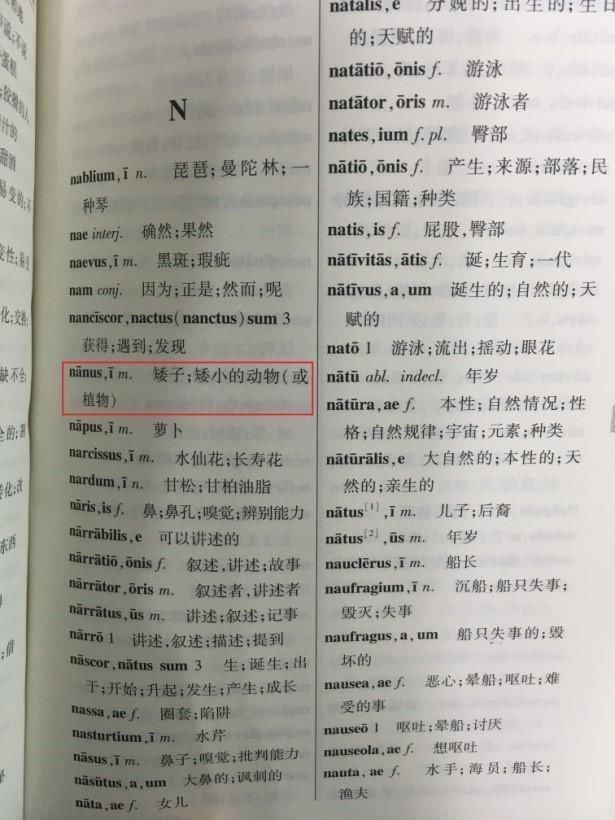 N
nablium, ī n. 琵琶;曼陀林;一
种琴
nae interj. 确然;果然
naevus, ī m. 黑斑;瑕疵
nam conj. 因为;正是;然而;呢
nancīscor, nactus(nanctus)sum 3
获得;遇到;发现
nānus, ī m. 矮子;矮小的动物(或
植物)
nāpus, ī m. 萝卜
narcissus, ī m. 水仙花;长寿花
nardum, ī n. 甘松;甘柏油脂
nāris, is f. 鼻;鼻孔;嗅觉;辨别能力
nārrābilis, e 可以讲述的
nārrātiō, ōnis f. 叙述,讲述;故事
nārrātor, ōris m. 叙述者,讲述者
nārrātus, ūs m. 讲述;叙述;记事
nārrō 1 讲述,叙述;描述;提到
nāscor, nātus sum 3 生;诞生;出
于;开始;升起;发生;产生;成长
nassa, ae f. 圈套;陷阱
nasturtium, ī m. 水芹
nāsus, ī m. 鼻子;嗅觉;批判能力
nāsūtus, a, um 大鼻的;讽刺的
nāta, ae f. 女儿
nātālis, e 分娩的;出生的;生日
的;天赋的
natātiō, ōnis f. 游泳
natātor, ōris m. 游泳者
nates, ium f. pl. 臀部
nātiō, ōnis f. 产生;来源;部落;民
族;国籍;种类
natis, is f. 屁股,臀部
nātīvitās, ātis f. 诞;生育;一代
nātīvus, a, um 诞生的;自然的;天
赋的
natō 1 游泳;流出;摇动;眼花
nātū abl. indecl. 年岁
nātūra, ae f. 本性;自然情况;性
格;自然规律;宇宙;元素;种类
nātūrālis, e 大自然的;本性的;天
然的;亲生的
nātus[1], ī m. 儿子;后裔
nātus[2], ūs m. 年岁
nauclērus, ī m. 船长
naufragium, ī n. 沉船;船只失事;
毁灭;失事
naufragus, a, um 船只失事的;毁
坏的
nausea, ae f. 恶心;晕船;呕吐;难
受的事
nauseō 1 呕吐;晕船;讨厌
nauseola, ae f. 想呕吐
nauta, ae f. 水手;海员;船长;
渔夫